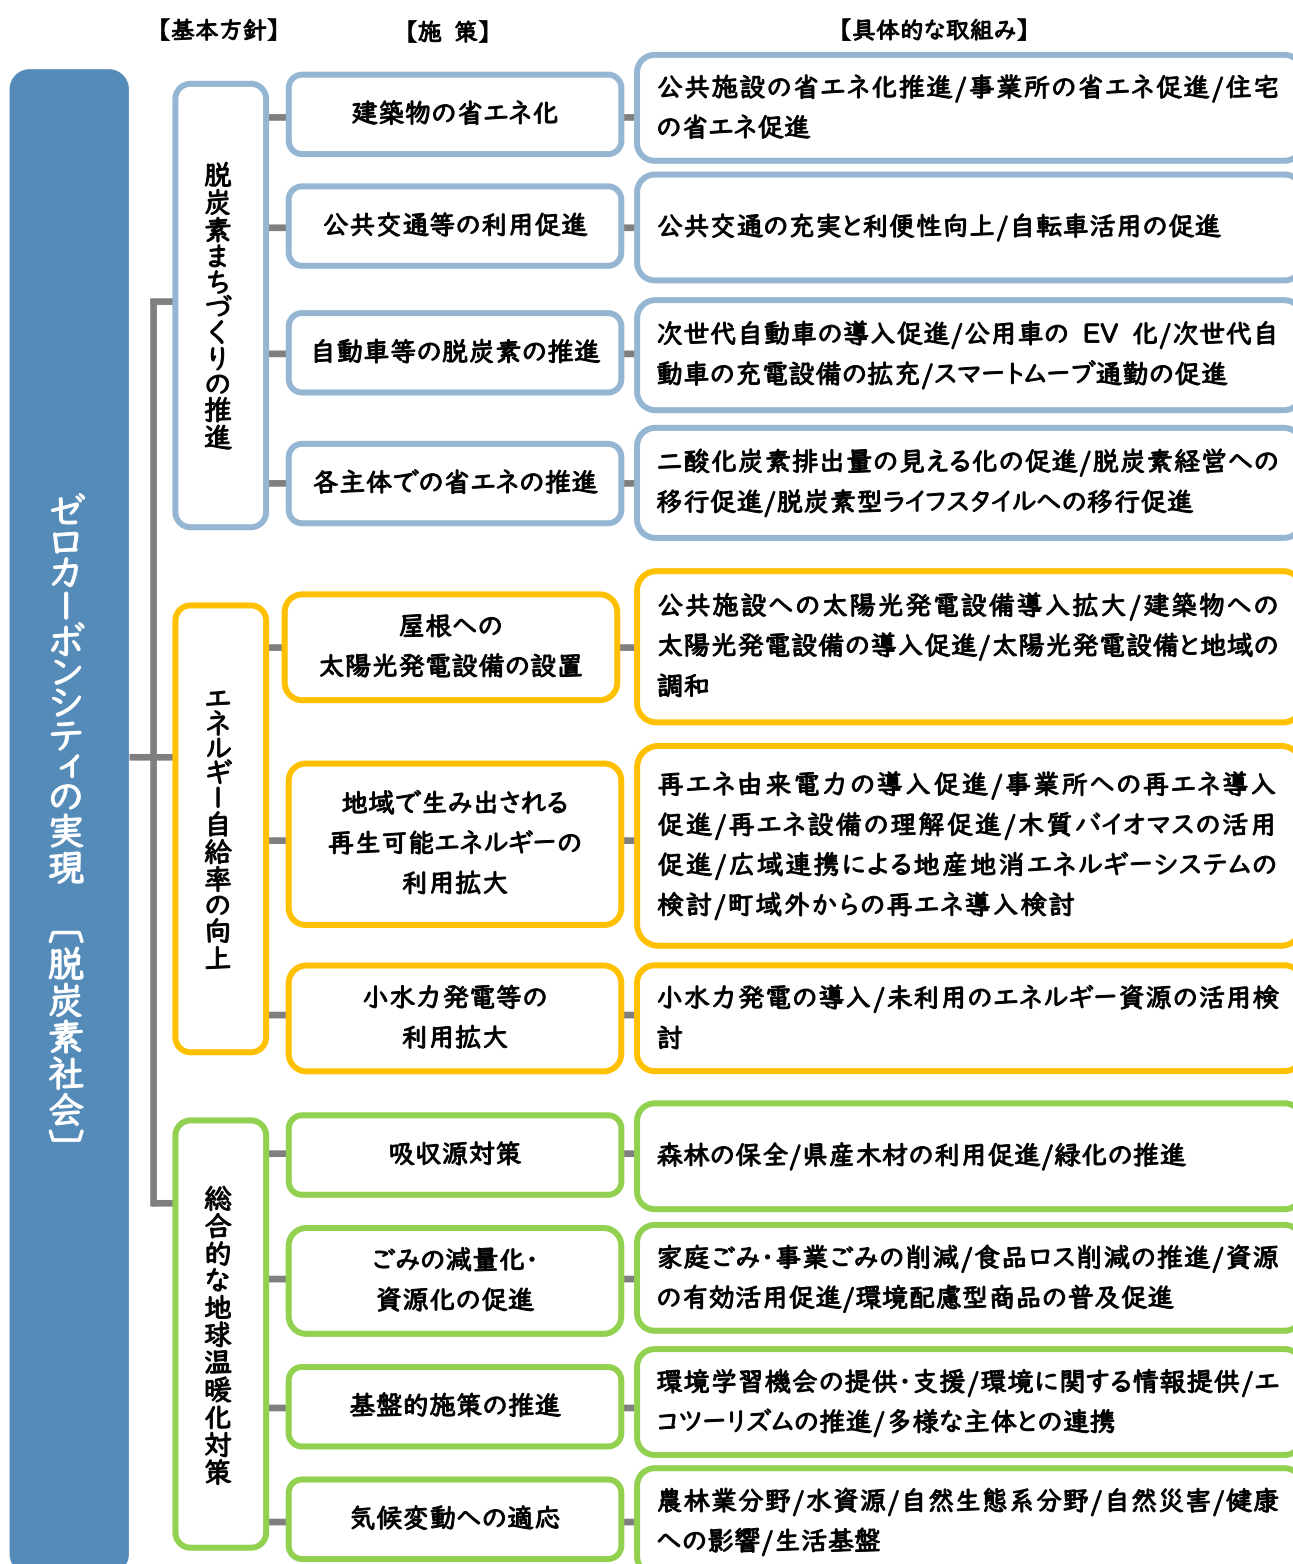 【基本方針】
【施 策】
【具体的な取組み】
ゼロカーボンシティの実現 〔脱炭素社会〕
脱炭素まちづくりの推進
建築物の省エネ化
公共施設の省エネ化推進/事業所の省エネ促進/住宅
の省エネ促進
公共交通等の利用促進
公共交通の充実と利便性向上/自転車活用の促進
自動車等の脱炭素の推進
次世代自動車の導入促進/公用車の EV 化/次世代自
動車の充電設備の拡充/スマートムーブ通勤の促進
各主体での省エネの推進
二酸化炭素排出量の見える化の促進/脱炭素経営への
移行促進/脱炭素型ライフスタイルへの移行促進
エネルギー自給率の向上
屋根への
太陽光発電設備の設置
公共施設への太陽光発電設備導入拡大/建築物への
太陽光発電設備の導入促進/太陽光発電設備と地域の
調和
地域で生み出される
再生可能エネルギーの
利用拡大
再エネ由来電力の導入促進/事業所への再エネ導入
促進/再エネ設備の理解促進/木質バイオマスの活用
促進/広域連携による地産地消エネルギーシステムの
検討/町域外からの再エネ導入検討
小水力発電等の
利用拡大
小水力発電の導入/未利用のエネルギー資源の活用検
討
総合的な地球温暖化対策
吸収源対策
森林の保全/県産木材の利用促進/緑化の推進
ごみの減量化・
資源化の促進
家庭ごみ・事業ごみの削減/食品ロス削減の推進/資源
の有効活用促進/環境配慮型商品の普及促進
基盤的施策の推進
環境学習機会の提供・支援/環境に関する情報提供/エ
コツーリズムの推進/多様な主体との連携
気候変動への適応
農林業分野/水資源/自然生態系分野/自然災害/健康
への影響/生活基盤